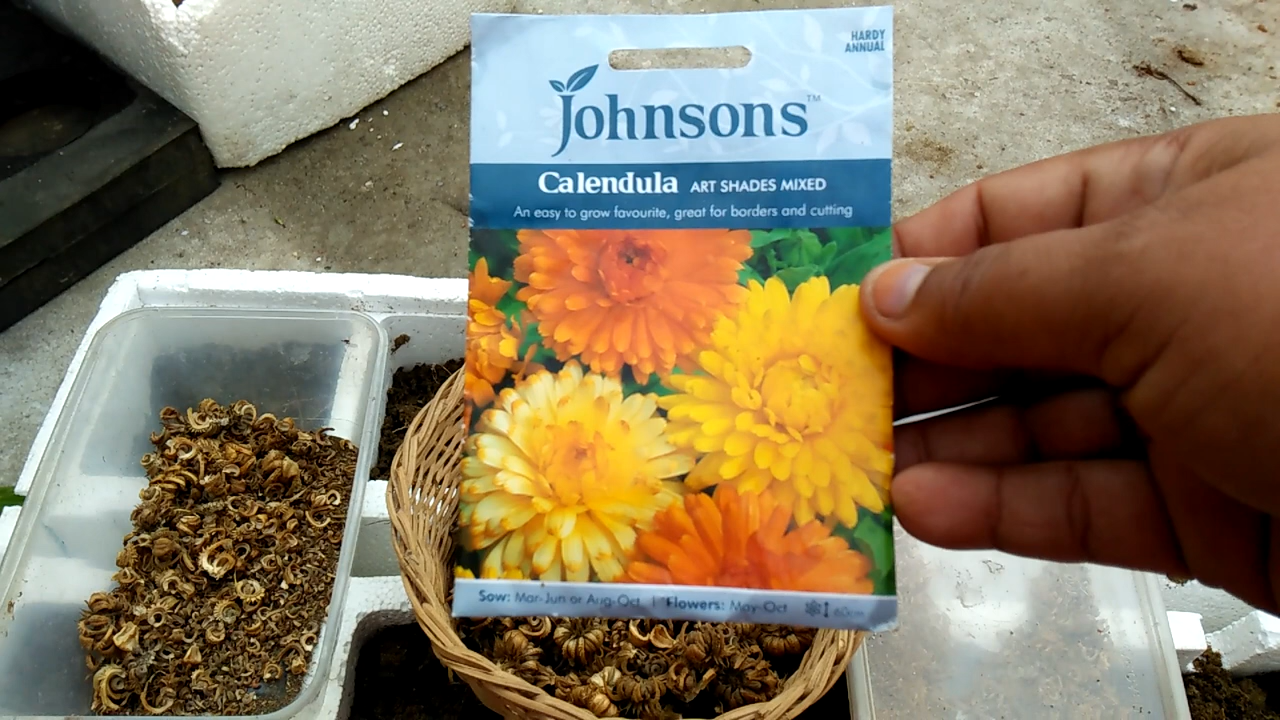 HARDY
ANNUAL
Johnsons™
Calendula ART SHADES MIXED
An easy to grow favourite, great for borders and cutting
Sow: Mar-Jun or Aug-Oct | Flowers: May-Oct 60cm